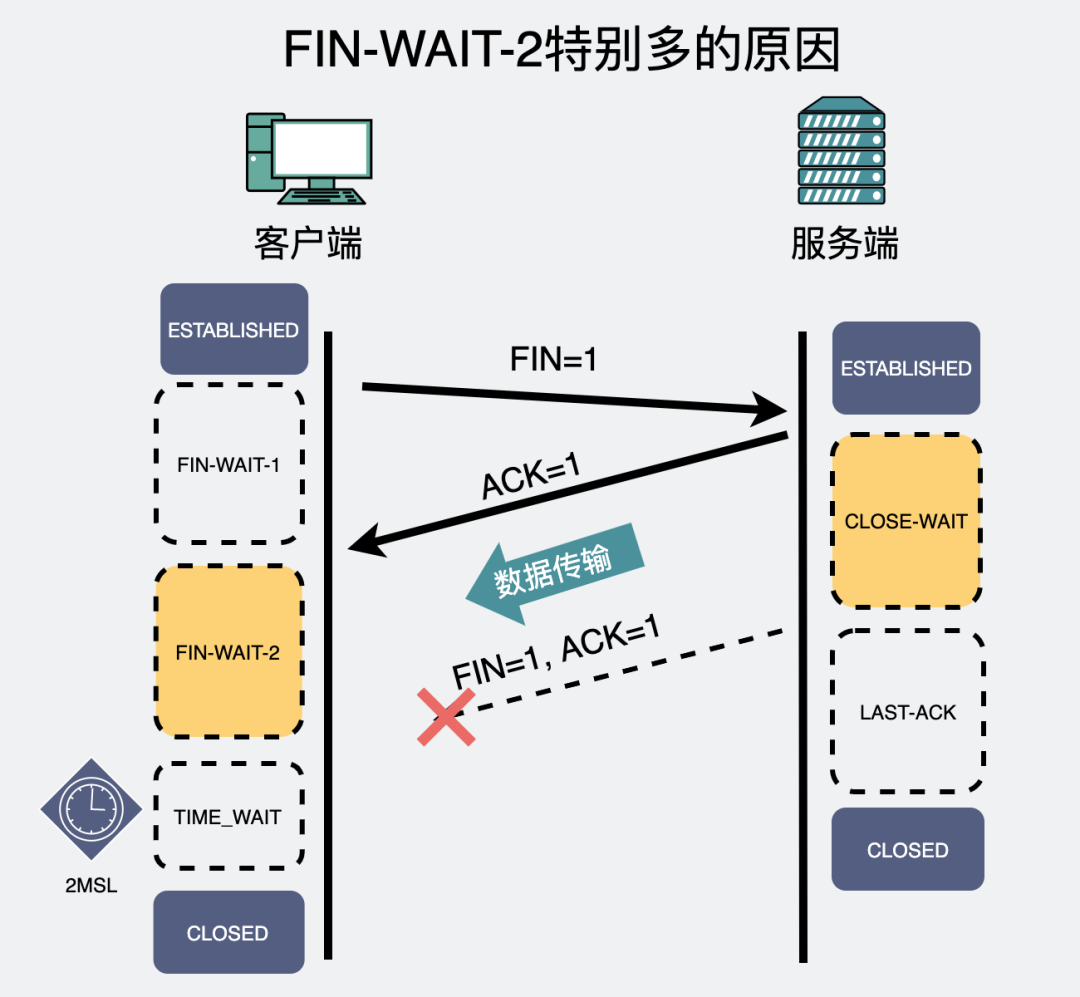 FIN-WAIT-2特别多的原因
客户端
服务端
ESTABLISHED
FIN=1
ESTABLISHED
FIN-WAIT-1
ACK=1
CLOSE-WAIT
数据传输
FIN-WAIT-2
FIN=1, ACK=1
LAST-ACK
TIME_WAIT
2MSL
CLOSED
CLOSED